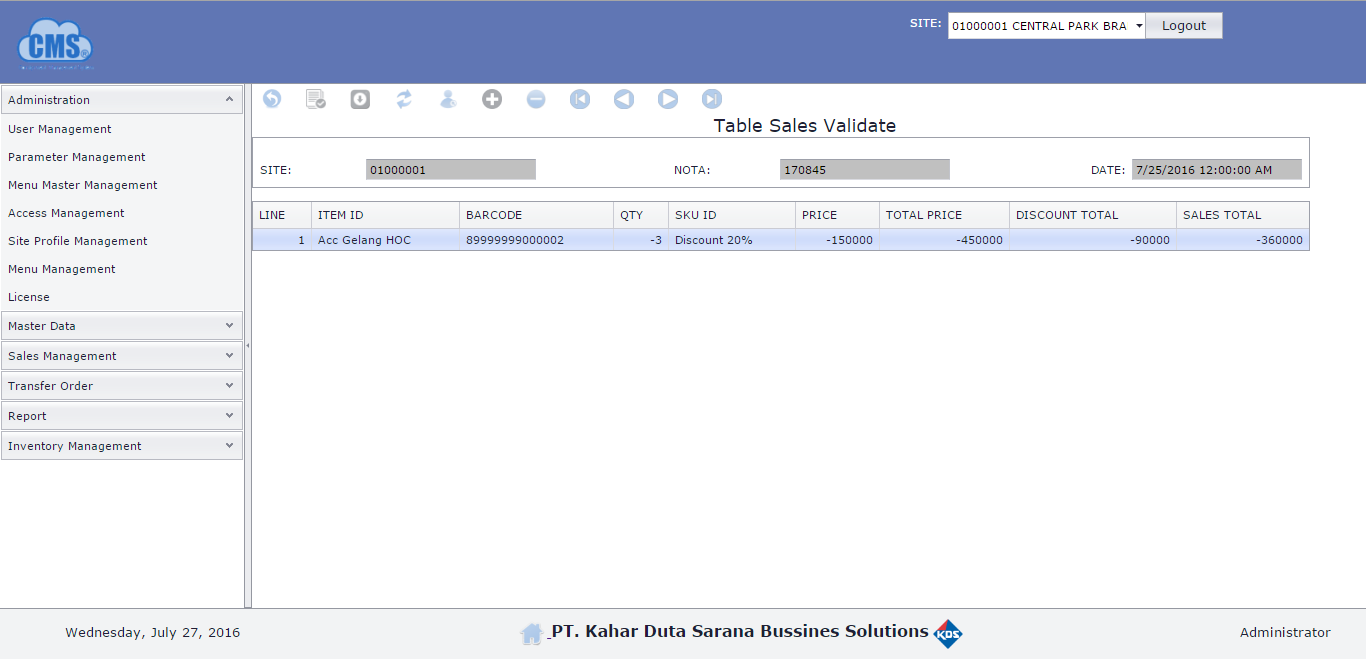 SITE: 01000001 CENTRAL PARK BRA Logout
CMS®
Administration
User Management
Parameter Management
Menu Master Management
Access Management
Site Profile Management
Menu Management
License
Master Data
Sales Management
Transfer Order
Report
Inventory Management
Table Sales Validate
SITE: 01000001 NOTA: 170845 DATE: 7/25/2016 12:00:00 AM
LINE ITEM ID BARCODE QTY SKU ID PRICE TOTAL PRICE DISCOUNT TOTAL SALES TOTAL
1 Acc Gelang HOC 89999999000002 -3 Discount 20% -150000 -450000 -90000 -360000
Wednesday, July 27, 2016 PT. Kahar Duta Sarana Bussines Solutions KDS Administrator